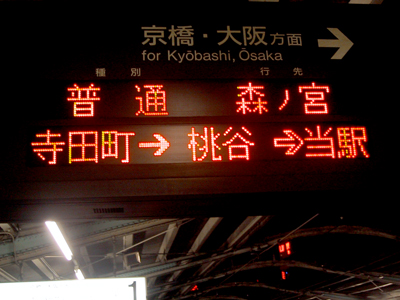 京橋・大阪方面
for Kyōbashi, Ōsaka
種別 行先
普通 森ノ宮
寺田町→桃谷→当駅
1